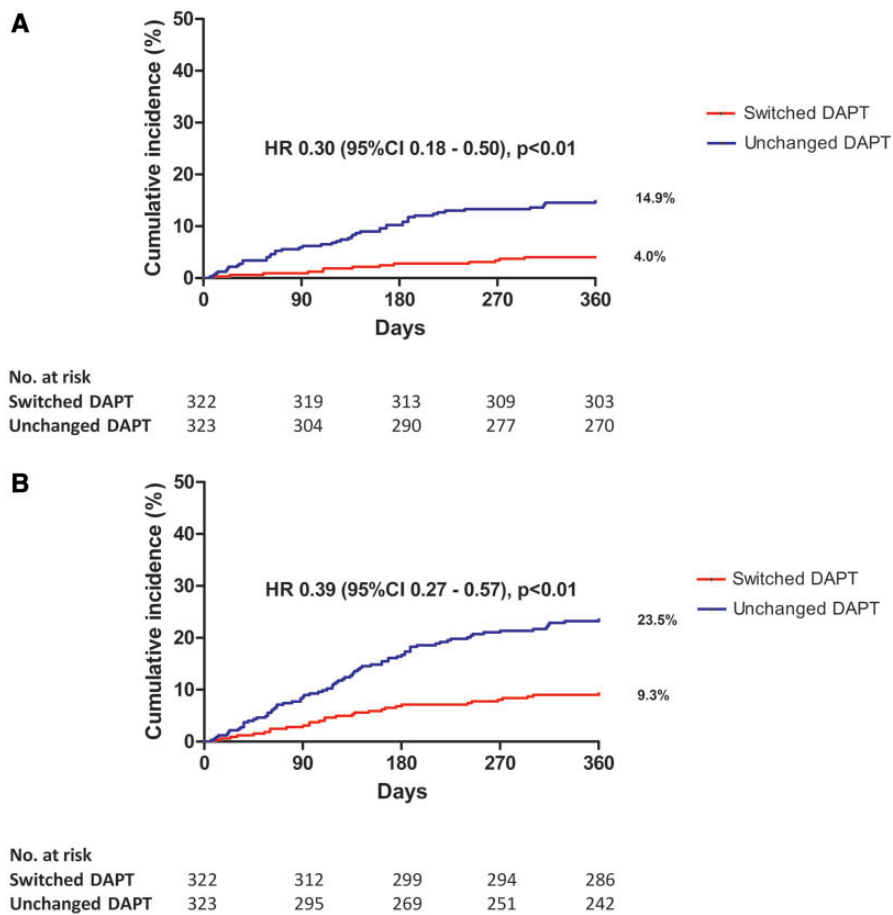 A
Cumulative incidence (%)
50
40
30
20
10
0
HR 0.30 (95%CI 0.18 - 0.50), p<0.01
Switched DAPT
Unchanged DAPT
14.9%
4.0%
0 90 180 270 360
Days
No. at risk
Switched DAPT 322 319 313 309 303
Unchanged DAPT 323 304 290 277 270
B
Cumulative incidence (%)
50
40
30
20
10
0
HR 0.39 (95%CI 0.27 - 0.57), p<0.01
Switched DAPT
Unchanged DAPT
23.5%
9.3%
0 90 180 270 360
Days
No. at risk
Switched DAPT 322 312 299 294 286
Unchanged DAPT 323 295 269 251 242